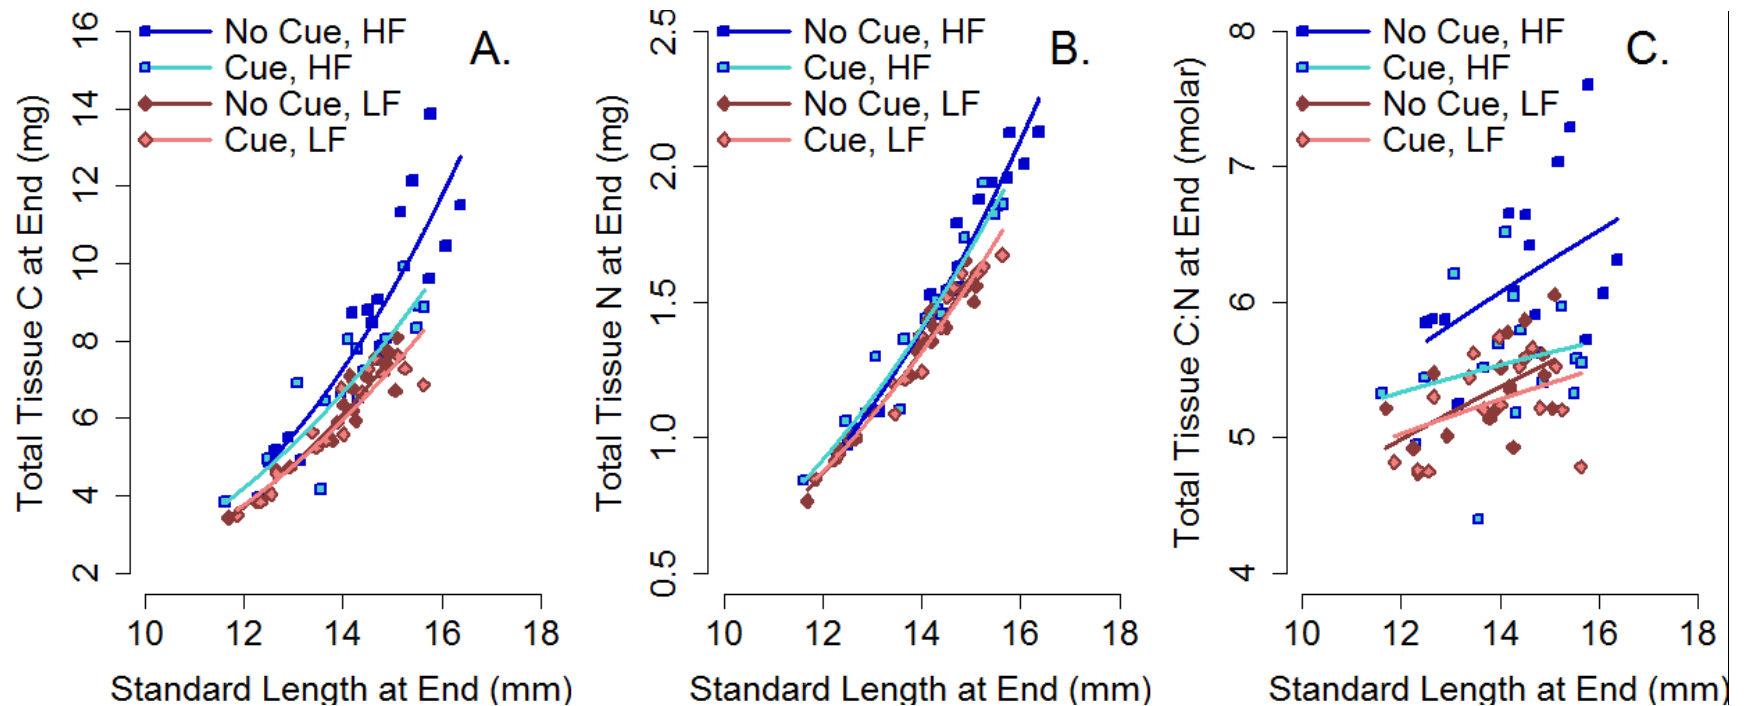 No Cue, HF
Cue, HF
No Cue, LF
Cue, LF
A.
Total Tissue C at End (mg)
16
14
12
10
8
6
4
2
10 12 14 16 18
Standard Length at End (mm)
No Cue, HF
Cue, HF
No Cue, LF
Cue, LF
B.
Total Tissue N at End (mg)
2.5
2.0
1.5
1.0
0.5
10 12 14 16 18
Standard Length at End (mm)
No Cue, HF
Cue, HF
No Cue, LF
Cue, LF
C.
Total Tissue C:N at End (molar)
8
7
6
5
4
10 12 14 16 18
Standard Length at End (mm)